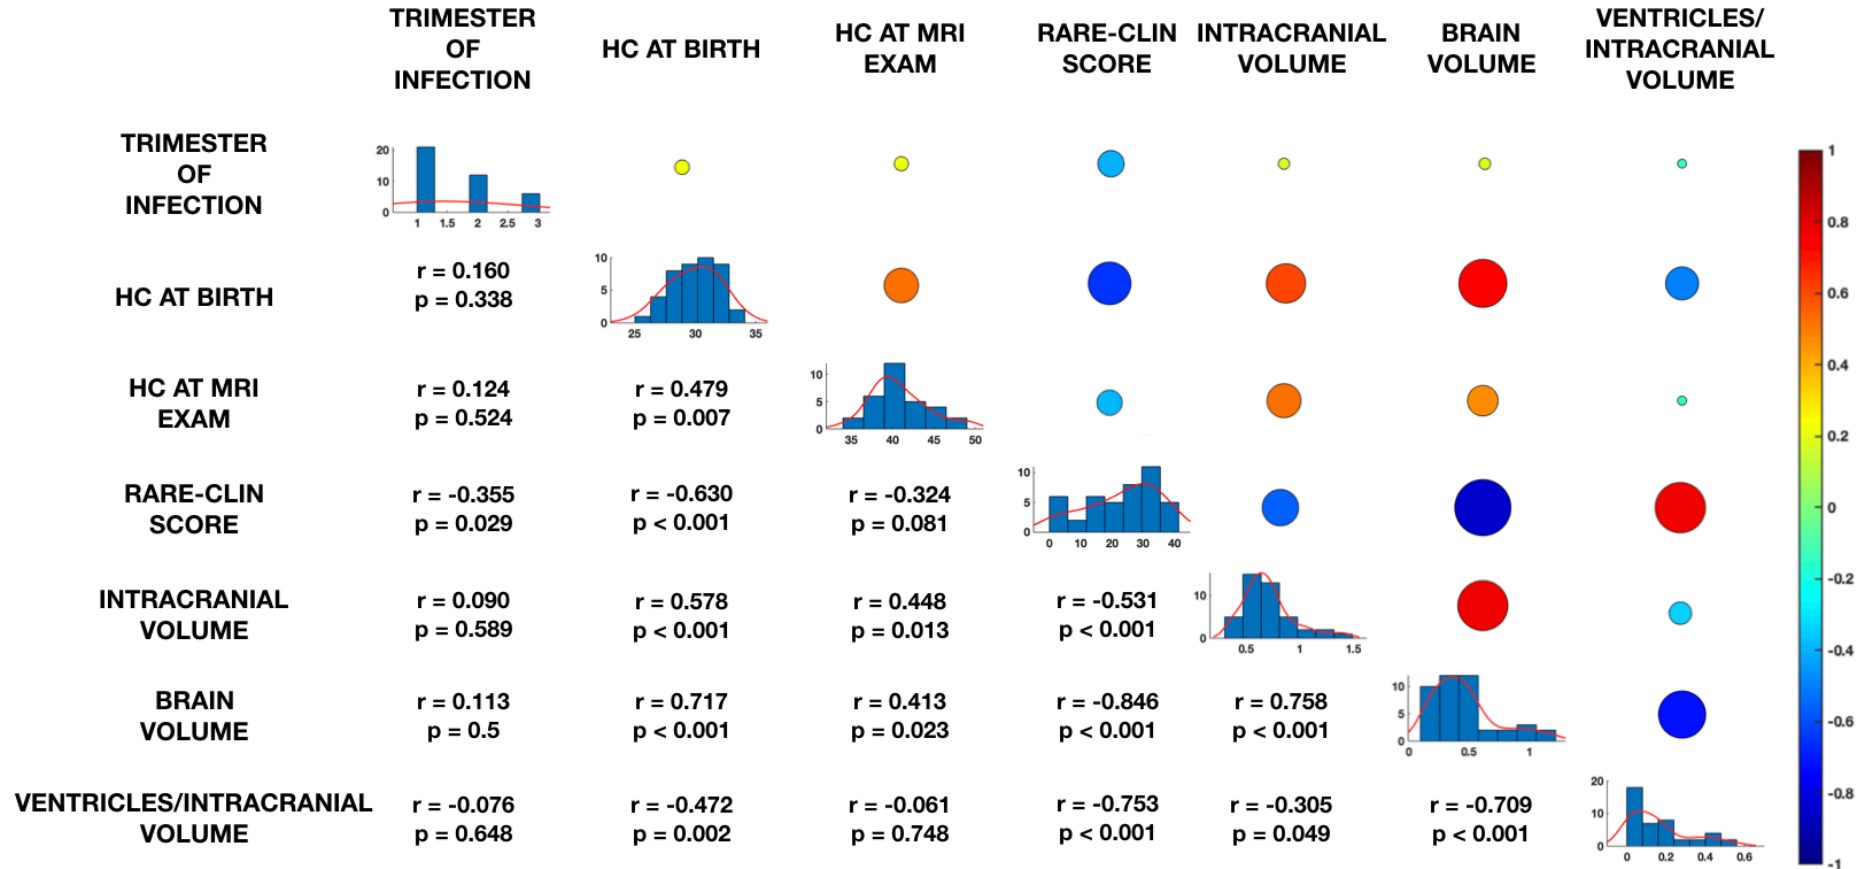 TRIMESTER
OF
INFECTION
HC AT BIRTH
HC AT MRI
EXAM
RARE-CLIN
SCORE
INTRACRANIAL
VOLUME
BRAIN
VOLUME
VENTRICLES/
INTRACRANIAL
VOLUME
TRIMESTER
OF
INFECTION
20
10
0
1 1.5 2 2.5 3
HC AT BIRTH
r = 0.160
p = 0.338
10
5
0
25 30 35
HC AT MRI
EXAM
r = 0.124
p = 0.524
r = 0.479
p = 0.007
10
5
0
35 40 45 50
RARE-CLIN
SCORE
r = -0.355
p = 0.029
r = -0.630
p < 0.001
r = -0.324
p = 0.081
10
5
0
0 10 20 30 40
INTRACRANIAL
VOLUME
r = 0.090
p = 0.589
r = 0.578
p < 0.001
r = 0.448
p = 0.013
r = -0.531
p < 0.001
10
0
0.5 1 1.5
BRAIN
VOLUME
r = 0.113
p = 0.5
r = 0.717
p < 0.001
r = 0.413
p = 0.023
r = -0.846
p < 0.001
r = 0.758
p < 0.001
10
5
0
0 0.5 1
VENTRICLES/INTRACRANIAL
VOLUME
r = -0.076
p = 0.648
r = -0.472
p = 0.002
r = -0.061
p = 0.748
r = -0.753
p < 0.001
r = -0.305
p = 0.049
r = -0.709
p < 0.001
20
10
0
0 0.2 0.4 0.6
1
0.8
0.6
0.4
0.2
0
-0.2
-0.4
-0.6
-0.8
-1